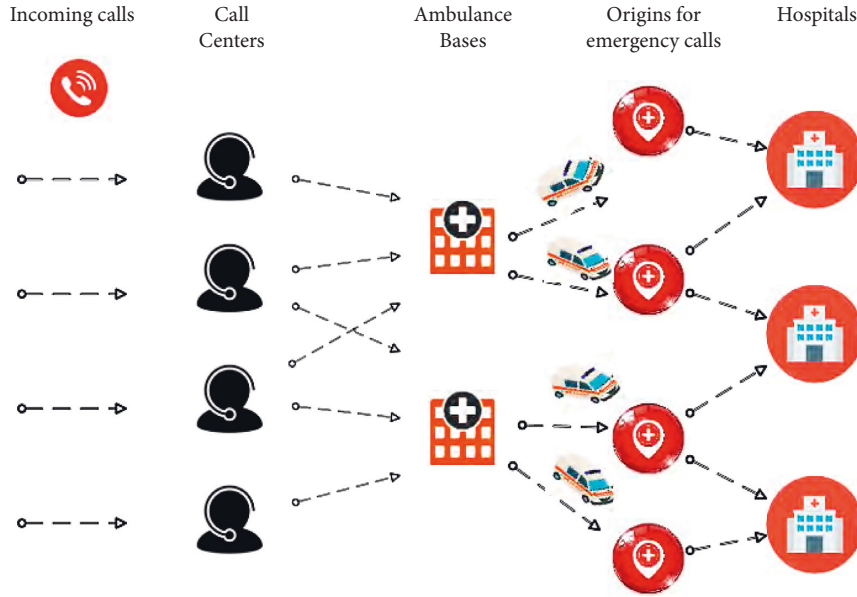 Incoming calls
Call
Centers
Ambulance
Bases
Origins for
emergency calls
Hospitals